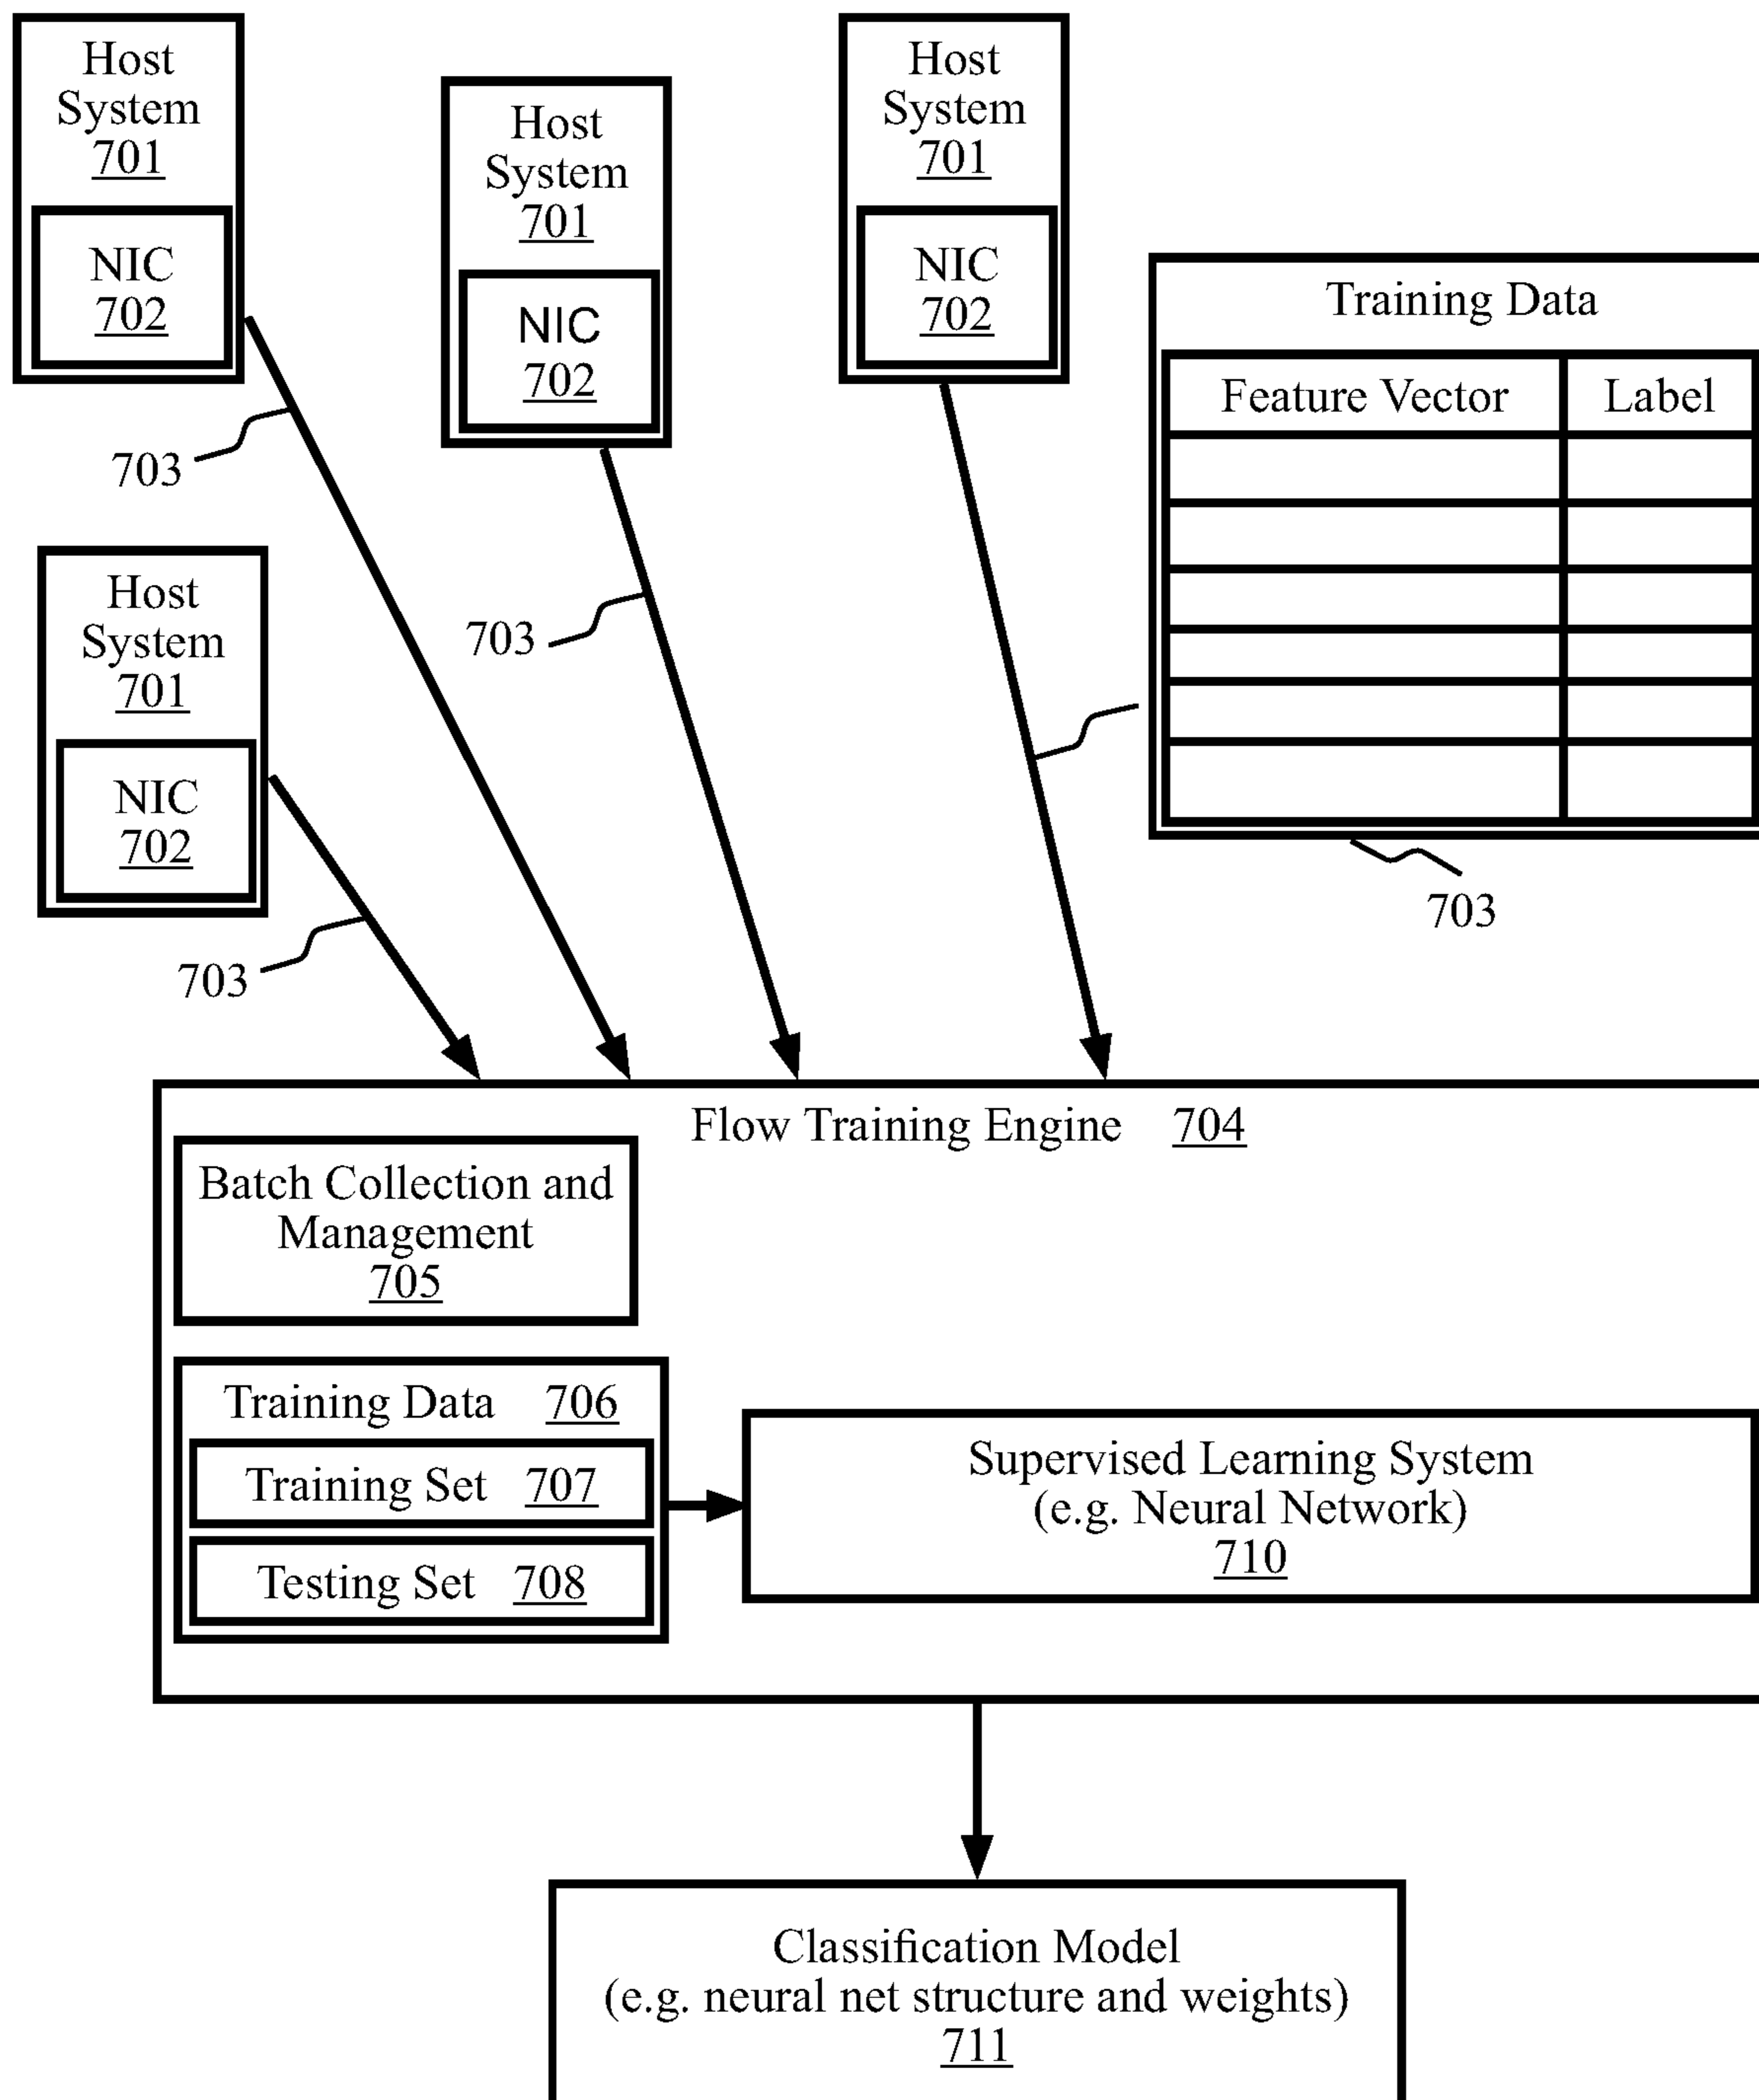 Host
System
701
NIC
702
Host
System
701
NIC
702
Host
System
701
NIC
702
Training Data
Feature Vector Label
703
703
703
Host
System
701
NIC
702
703
Flow Training Engine 704
Batch Collection and
Management
705
Training Data 706
Training Set 707
Testing Set 708
Supervised Learning System
(e.g. Neural Network)
710
Classification Model
(e.g. neural net structure and weights)
711